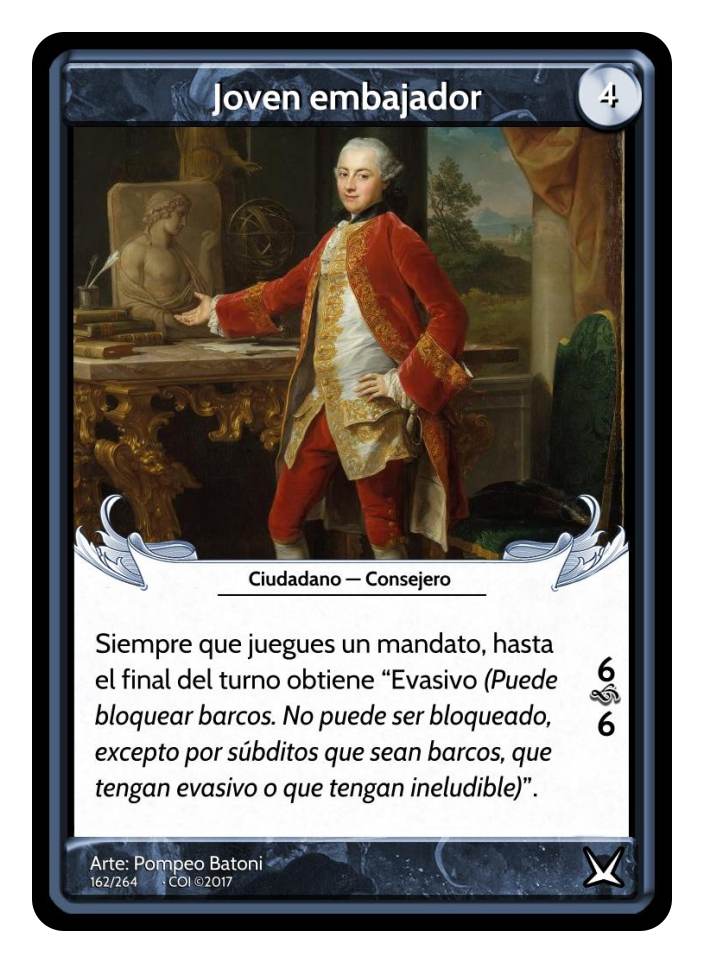 Joven embajador
4
Ciudadano — Consejero
Siempre que juegues un mandato, hasta
el final del turno obtiene “Evasivo (Puede
bloquear barcos. No puede ser bloqueado,
excepto por súbditos que sean barcos, que
tengan evasivo o que tengan ineludible)”.
6
6
Arte: Pompeo Batoni
162/264 · COI ©2017